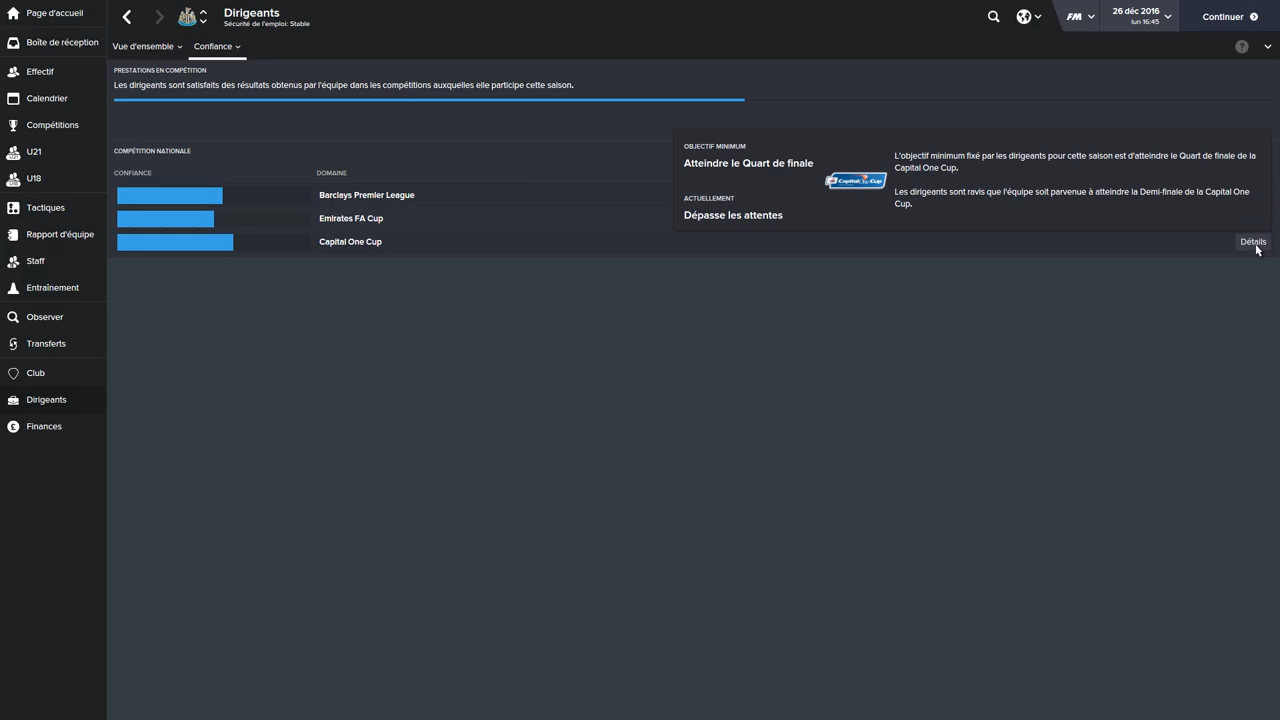 Page d'accueil
Boîte de réception
Effectif
Calendrier
Compétitions
U21
U21
U18
U18
Tactiques
Rapport d'équipe
Staff
Entraînement
Observer
Transferts
Club
Dirigeants
Finances
Dirigeants
Sécurité de l'emploi: Stable
FM
26 déc 2016
lun 16:45
Continuer
Vue d'ensemble
Confiance
?
PRESTATIONS EN COMPÉTITION
Les dirigeants sont satisfaits des résultats obtenus par l'équipe dans les compétitions auxquelles elle participe cette saison.
COMPÉTITION NATIONALE
CONFIANCE
DOMAINE
Barclays Premier League
Emirates FA Cup
Capital One Cup
OBJECTIF MINIMUM
Atteindre le Quart de finale
ACTUELLEMENT
Dépasse les attentes
Capital One Cup
L'objectif minimum fixé par les dirigeants pour cette saison est d'atteindre le Quart de finale de la
Capital One Cup.
Les dirigeants sont ravis que l'équipe soit parvenue à atteindre la Demi-finale de la Capital One
Cup.
Détails